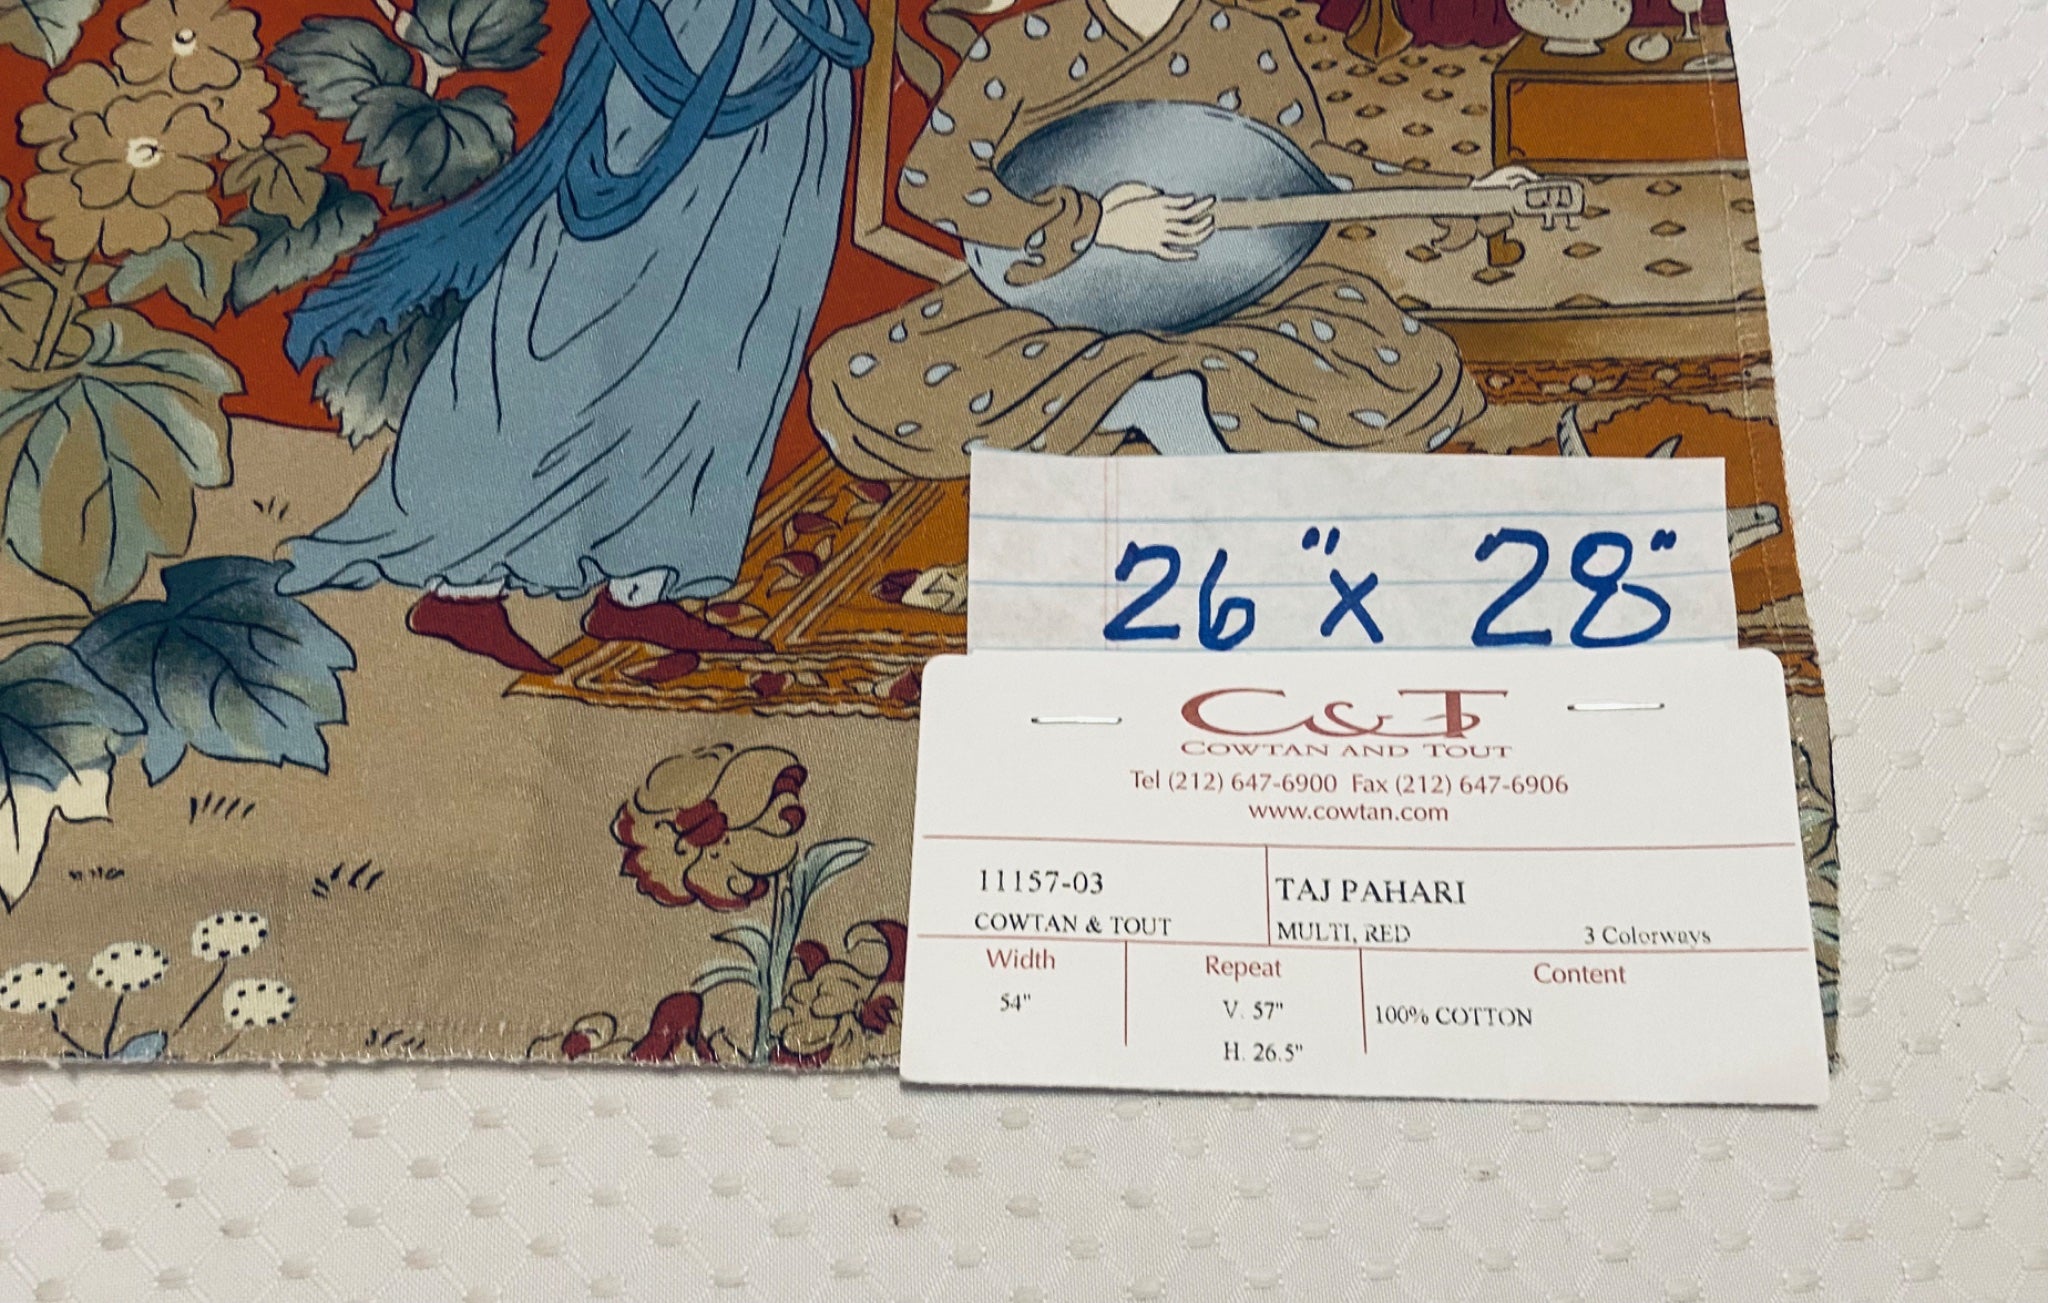 26" x 28"
C&T
COWTAN AND TOUT
Tel (212) 647-6900 Fax (212) 647-6906
www.cowtan.com
11157-03
COWTAN & TOUT
TAJ PAHARI
MULTI, RED 3 Colorways
Width
54"
Repeat
V. 57"
H. 26.5"
Content
100% COTTON